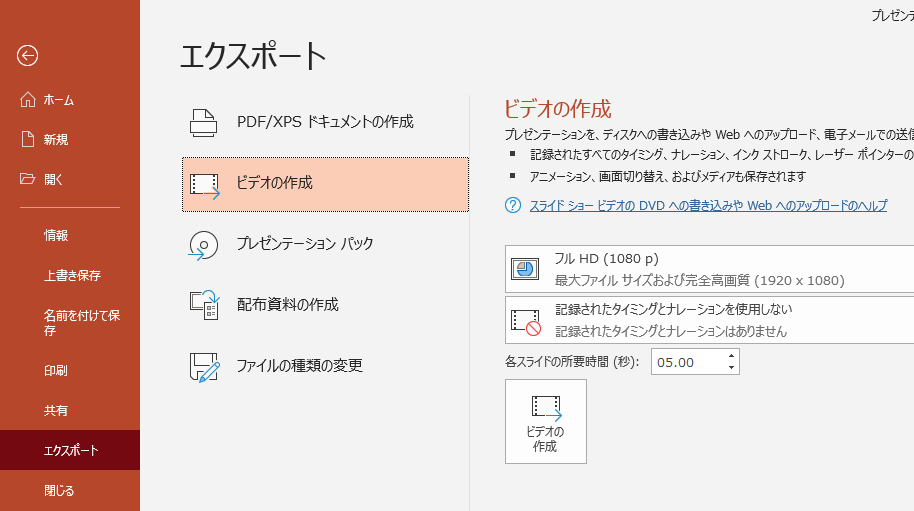 プレゼンテ
エクスポート
ホーム
新規
開く
情報
上書き保存
名前を付けて保
存
印刷
共有
エクスポート
閉じる
PDF/XPS ドキュメントの作成
ビデオの作成
プレゼンテーション パック
配布資料の作成
ファイルの種類の変更
ビデオの作成
プレゼンテーションを、ディスクへの書き込みや Web へのアップロード、電子メールでの送信
■ 記録されたすべてのタイミング、ナレーション、インク ストローク、レーザー ポインターの
■ アニメーション、画面切り替え、およびメディアも保存されます
スライド ショー ビデオの DVD への書き込みや Web へのアップロードのヘルプ
フル HD (1080 p)
最大ファイル サイズおよび完全高画質 (1920 x 1080)
記録されたタイミングとナレーションを使用しない
記録されたタイミングとナレーションはありません
各スライドの所要時間 (秒): 05.00
ビデオの
作成